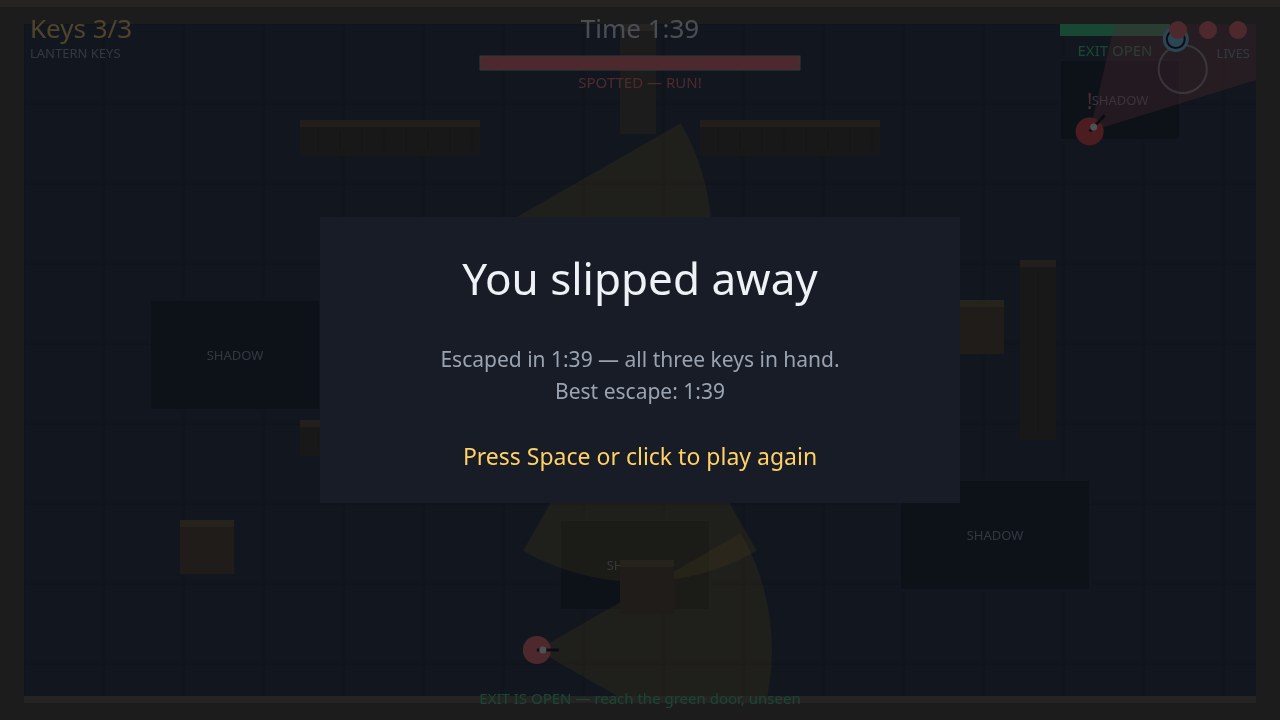 Keys 3/3
LANTERN KEYS
Time 1:39
SPOTTED — RUN!
EXIT OPEN
LIVES
!
SHADOW
You slipped away
Escaped in 1:39 — all three keys in hand.
Best escape: 1:39
Press Space or click to play again
SHADOW
SHADOW
EXIT IS OPEN — reach the green door, unseen